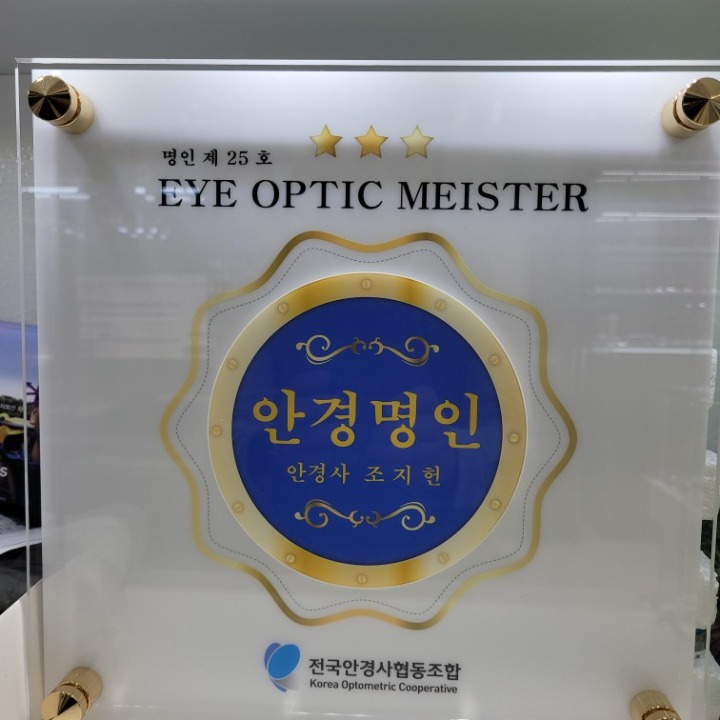 명인 제 25 호
EYE OPTIC MEISTER
안경명인
안경사 조지헌
전국안경사협동조합
Korea Optometric Cooperative